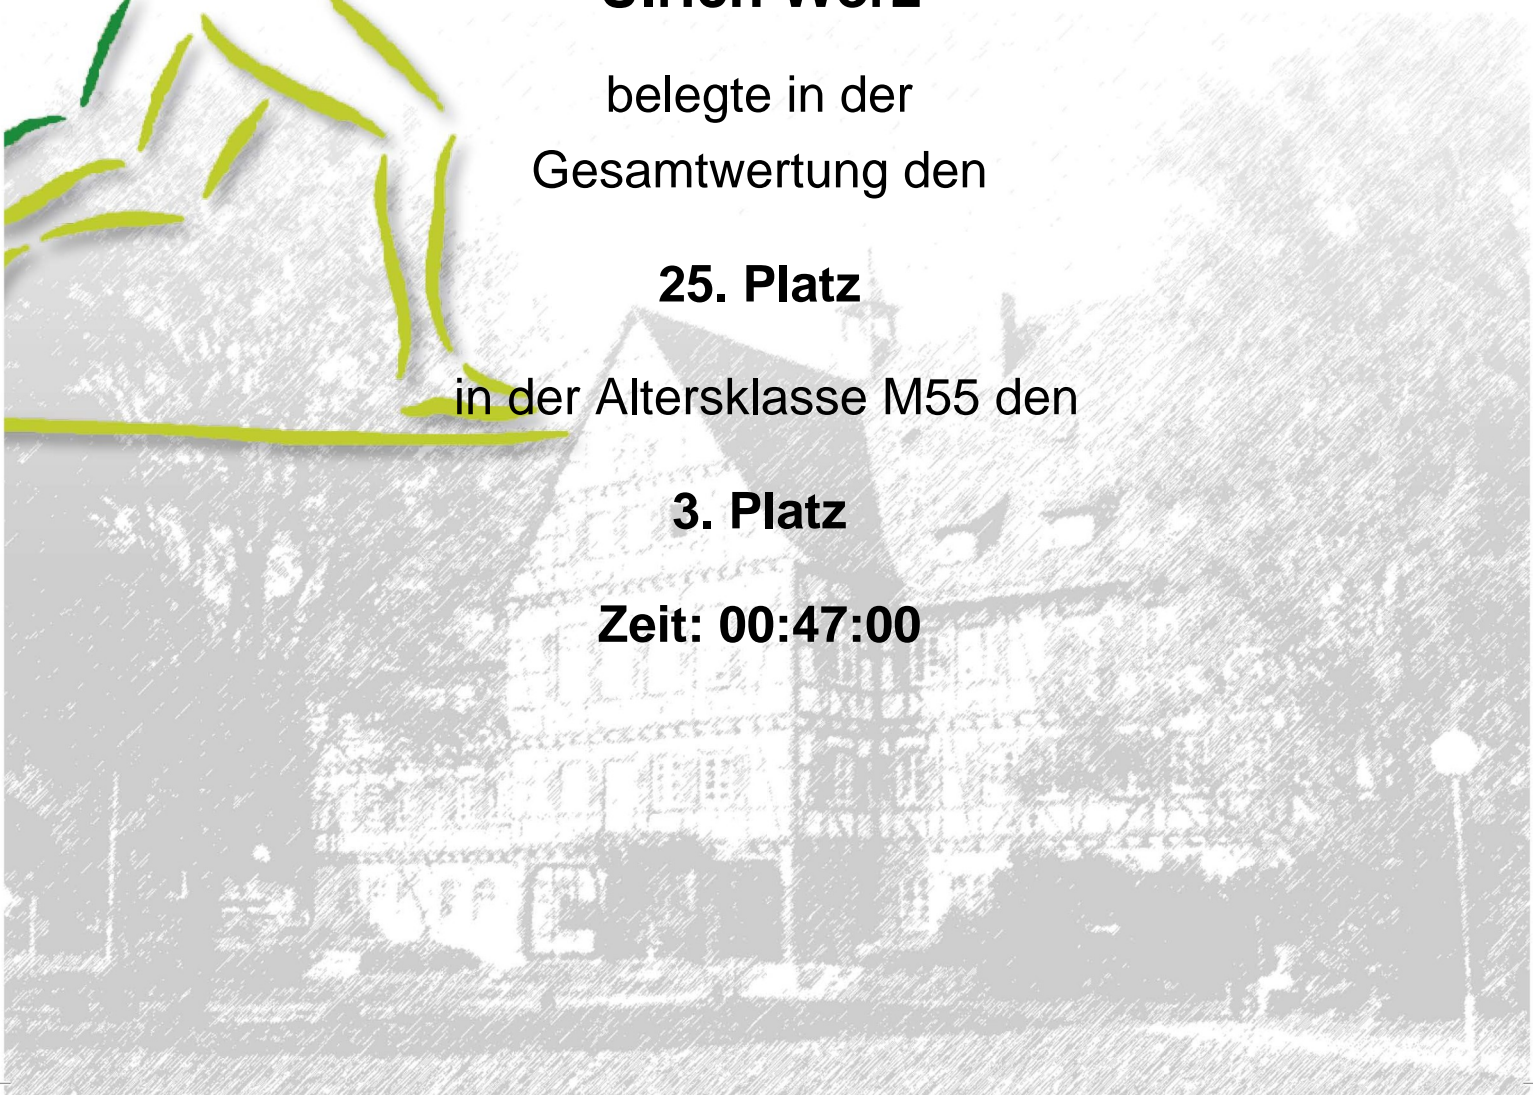 belegte in der
Gesamtwertung den
25. Platz
in der Altersklasse M55 den
3. Platz
Zeit: 00:47:00